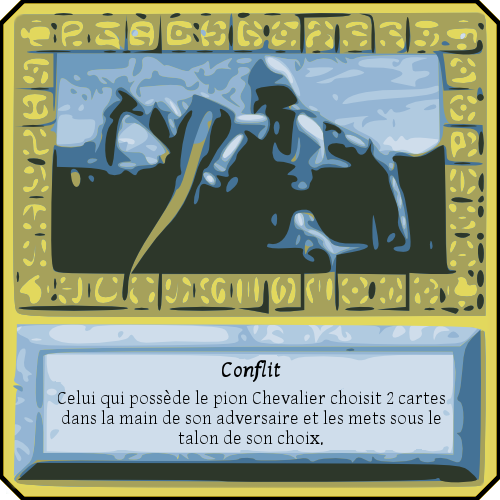 Conflit
Celui qui possède le pion Chevalier choisit 2 cartes
dans la main de son adversaire et les mets sous le
talon de son choix.